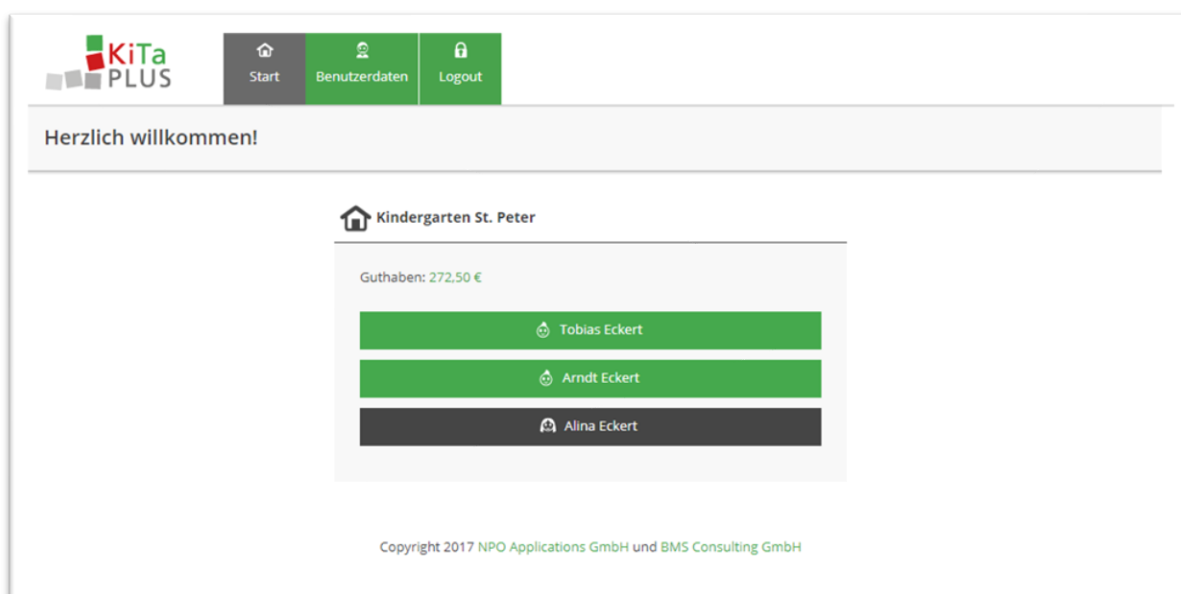 KiTa
PLUS
Start
Benutzerdaten
Logout
Herzlich willkommen!
Kindergarten St. Peter
Guthaben: 272,50 €
Tobias Eckert
Arndt Eckert
Alina Eckert
Copyright 2017 NPO Applications GmbH und BMS Consulting GmbH